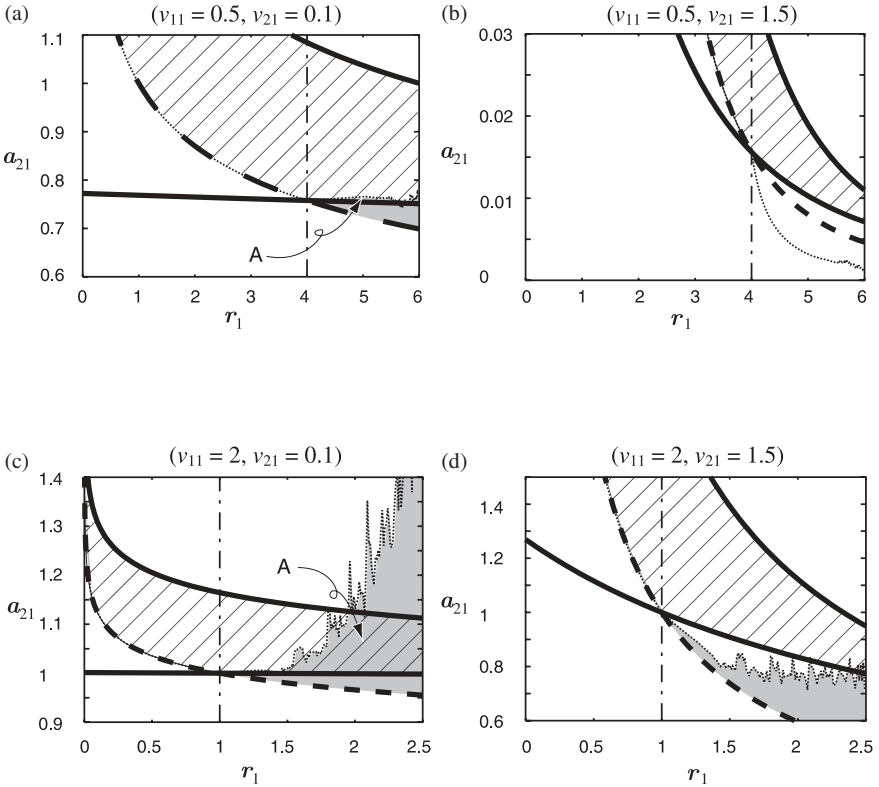 (a)
(v₁₁ = 0.5, v₂₁ = 0.1)
1.1
1
0.9
0.8
0.7
0.6
a₂₁
A
0 1 2 3 4 5 6
r₁
(b)
(v₁₁ = 0.5, v₂₁ = 1.5)
0.03
0.02
0.01
0
a₂₁
0 1 2 3 4 5 6
r₁
(c)
(v₁₁ = 2, v₂₁ = 0.1)
1.4
1.3
1.2
1.1
1
0.9
a₂₁
A
0 0.5 1 1.5 2 2.5
r₁
(d)
(v₁₁ = 2, v₂₁ = 1.5)
1.4
1.2
1
0.8
0.6
a₂₁
0 0.5 1 1.5 2 2.5
r₁